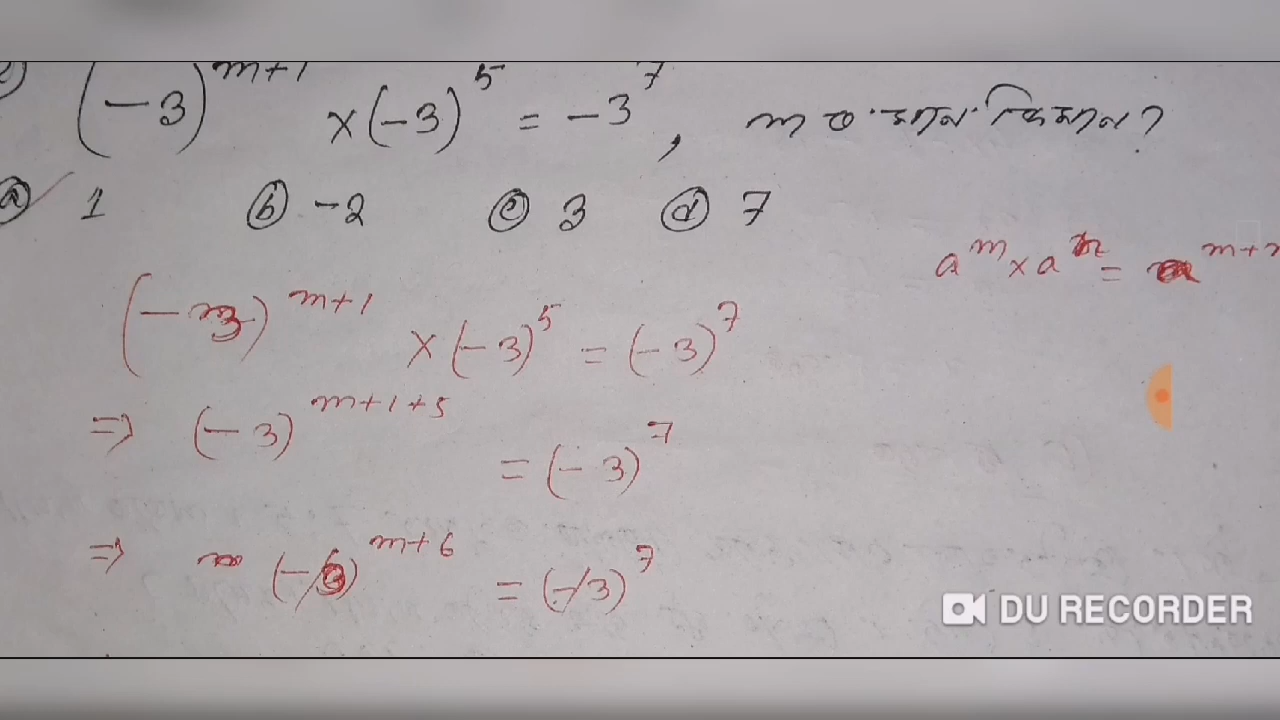 (-3)^m+1 × (-3)^5 = -3^7, m ৰ মান কিমান?
ⓐ 1 ⓑ -2 ⓒ 3 ⓓ 7
a^m × a^n = a^m+n
(-3)^m+1 × (-3)^5 = (-3)^7
⇒ (-3)^m+1+5 = (-3)^7
⇒ (-3)^m+6 = (-3)^7
DU RECORDER